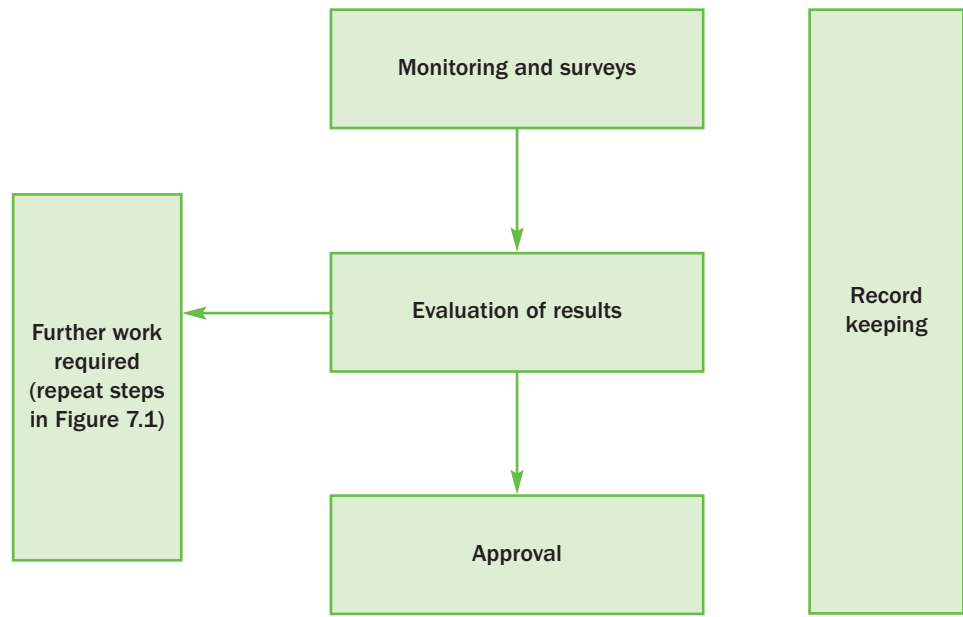 Monitoring and surveys
Evaluation of results
Further work
required
(repeat steps
in Figure 7.1)
Record
keeping
Approval